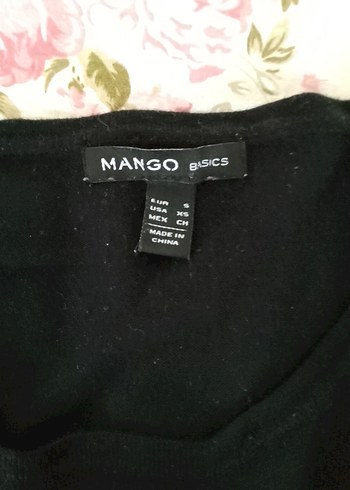 MANGO BASICS
EUR S
USA XS
MEX CH
MADE IN
CHINA